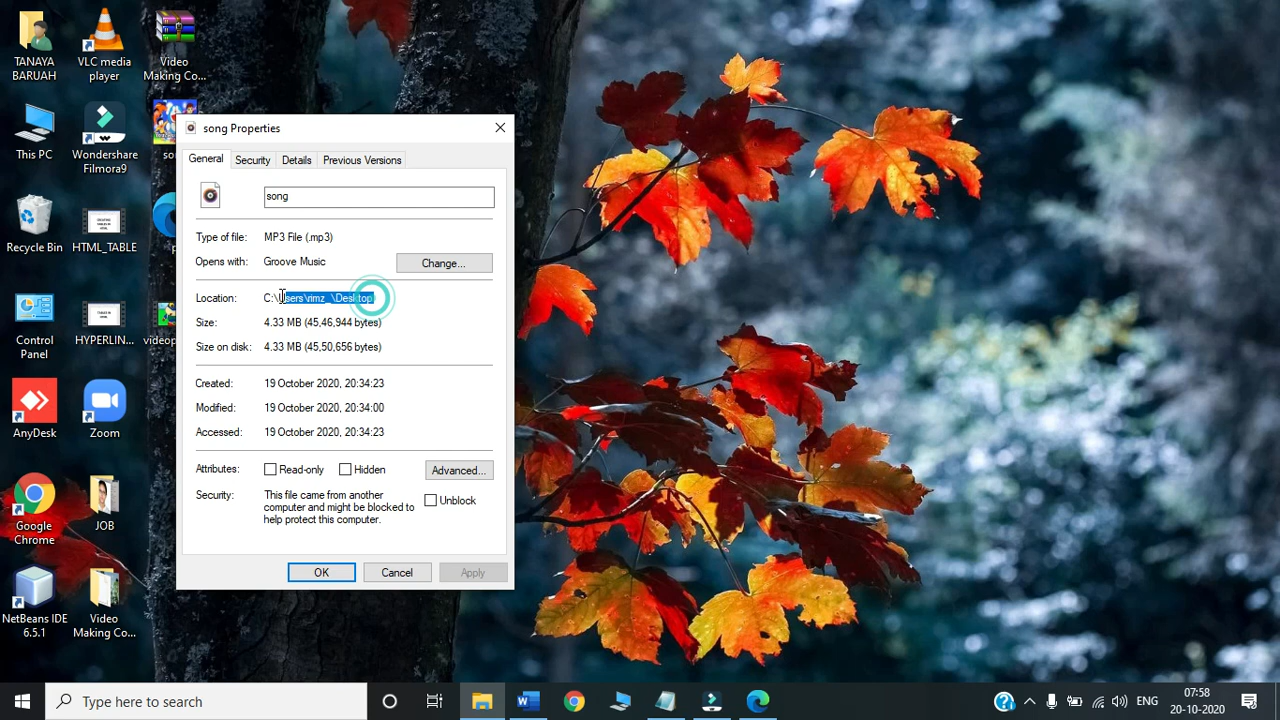 TANAYA
BARUAH
VLC media
player
Video
Making Co...
This PC
Wondershare
Filmora9
Recycle Bin
HTML_TABLE
Control
Panel
HYPERLIN...
AnyDesk
Zoom
Google
Chrome
JOB
NetBeans IDE
6.5.1
Video
Making Co...
song Properties
General Security Details Previous Versions
song
Type of file: MP3 File (.mp3)
Opens with: Groove Music Change...
Location: C:\Users\rimz_\Desktop
Size: 4.33 MB (45,46,944 bytes)
Size on disk: 4.33 MB (45,50,656 bytes)
Created: 19 October 2020, 20:34:23
Modified: 19 October 2020, 20:34:00
Accessed: 19 October 2020, 20:34:23
Attributes: Read-only Hidden Advanced...
Security: This file came from another
computer and might be blocked to
help protect this computer.
Unblock
OK Cancel Apply
Type here to search
ENG
07:58
20-10-2020